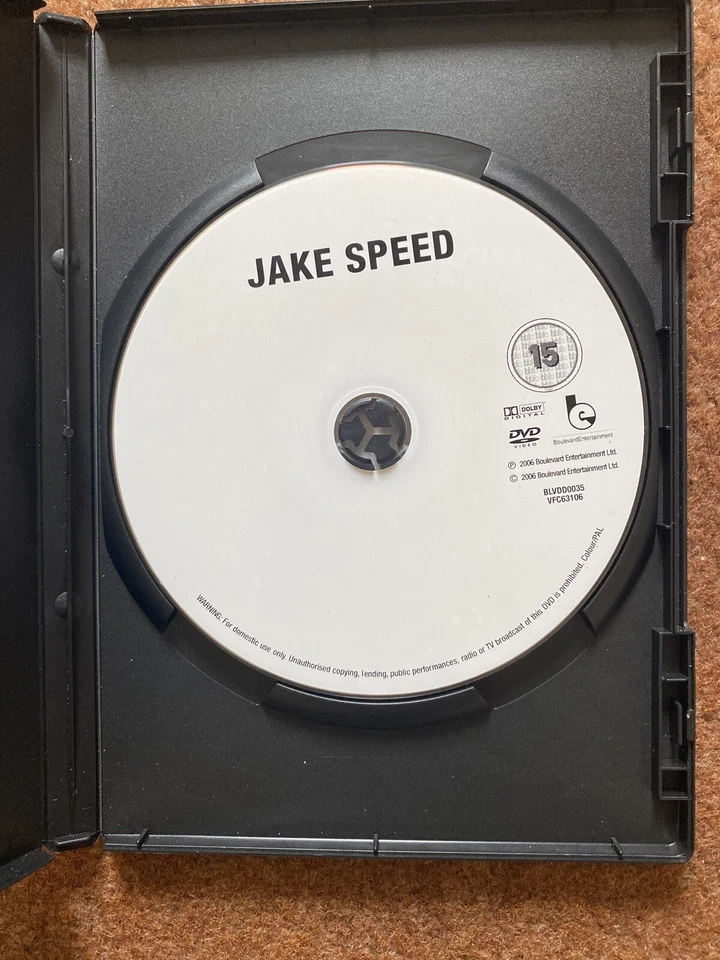 JAKE SPEED
15
DOLBY
DIGITAL
DVD
VIDEO
BoulevardEntertainment
℗ 2006 Boulevard Entertainment Ltd.
© 2006 Boulevard Entertainment Ltd.
BLVDD0035
VFC63106
WARNING: For domestic use only. Unauthorised copying, lending, public performances, radio or TV broadcast of this DVD is prohibited. Colour/PAL